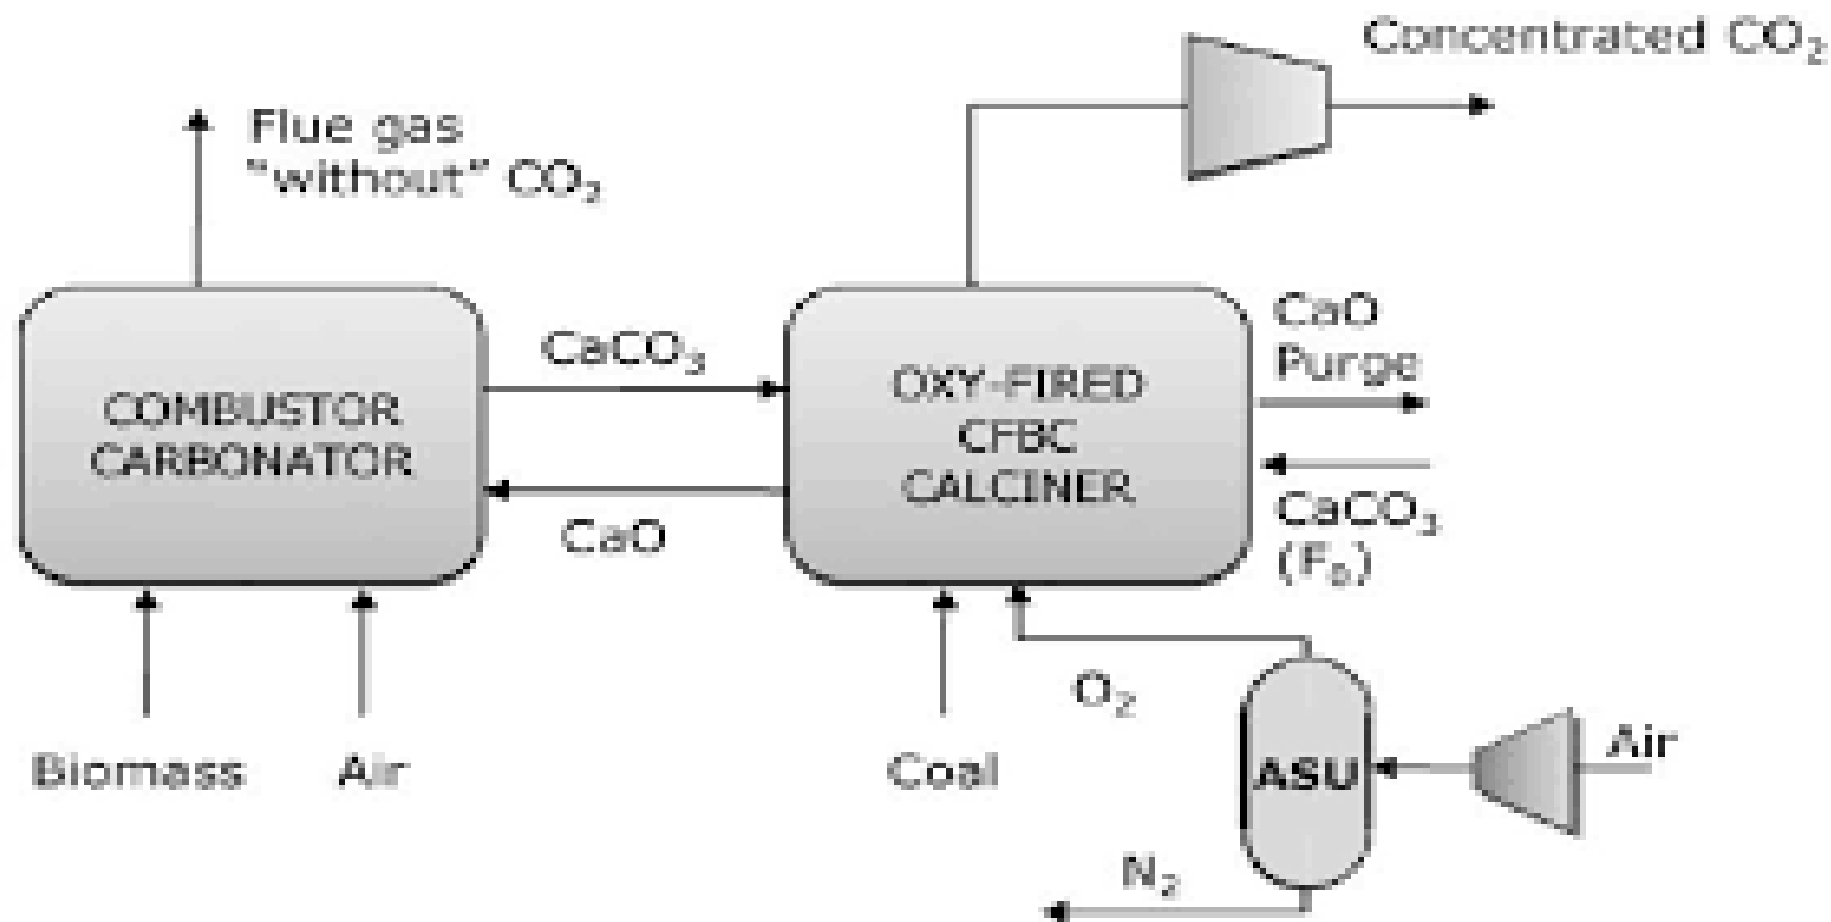 Concentrated CO₂
Flue gas
"without" CO₂
CaCO₃
CaO
Purge
COMBUSTOR
CARBONATOR
OXY-FIRED
CFBC
CALCINER
CaO
CaCO₃
(F₀)
O₂
Air
Biomass
Air
Coal
ASU
N₂